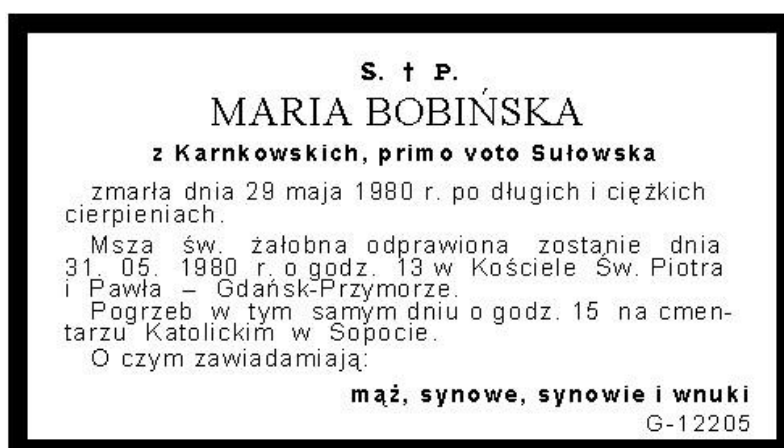 S. † P.
MARIA BOBIŃSKA
z Karnkowskich, primo voto Sułowska
zmarła dnia 29 maja 1980 r. po długich i ciężkich
cierpieniach.
Msza św. żałobna odprawiona zostanie dnia
31. 05. 1980 r. o godz. 13 w Kościele Św. Piotra
i Pawła – Gdańsk-Przymorze.
Pogrzeb w tym samym dniu o godz. 15 na cmen-
tarzu Katolickim w Sopocie.
O czym zawiadamiają:
mąż, synowe, synowie i wnuki
G-12205